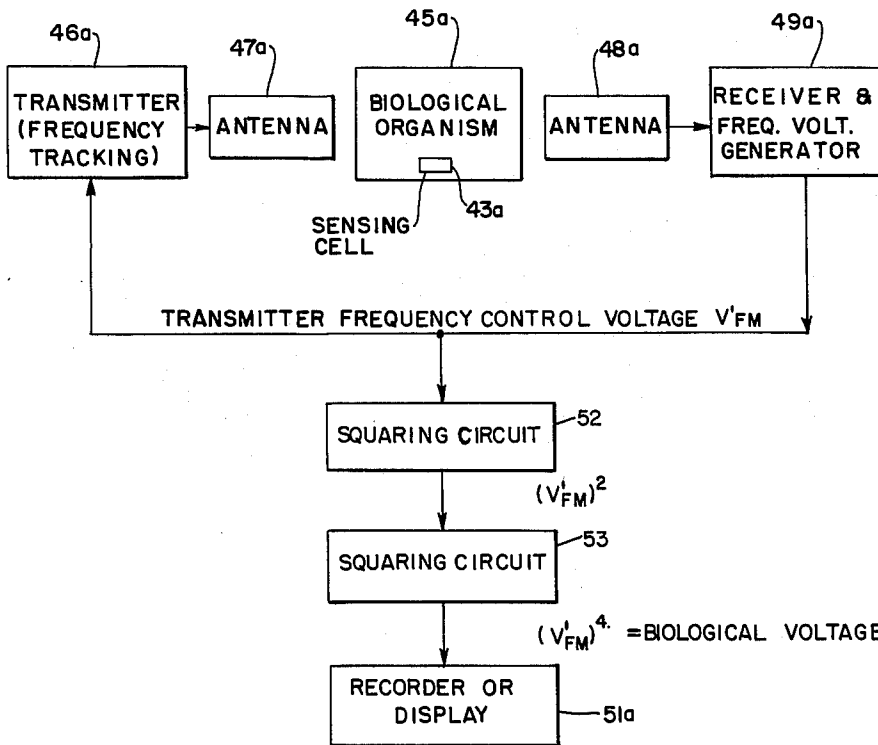 46a
47a
45a
48a
49a
TRANSMITTER
(FREQUENCY
TRACKING)
ANTENNA
BIOLOGICAL
ORGANISM
ANTENNA
RECEIVER &
FREQ. VOLT.
GENERATOR
SENSING
CELL
43a
TRANSMITTER FREQUENCY CONTROL VOLTAGE V'FM
SQUARING CIRCUIT
52
(V'FM)2
SQUARING CIRCUIT
53
(V'FM)4. =BIOLOGICAL VOLTAGE
RECORDER OR
DISPLAY
51a